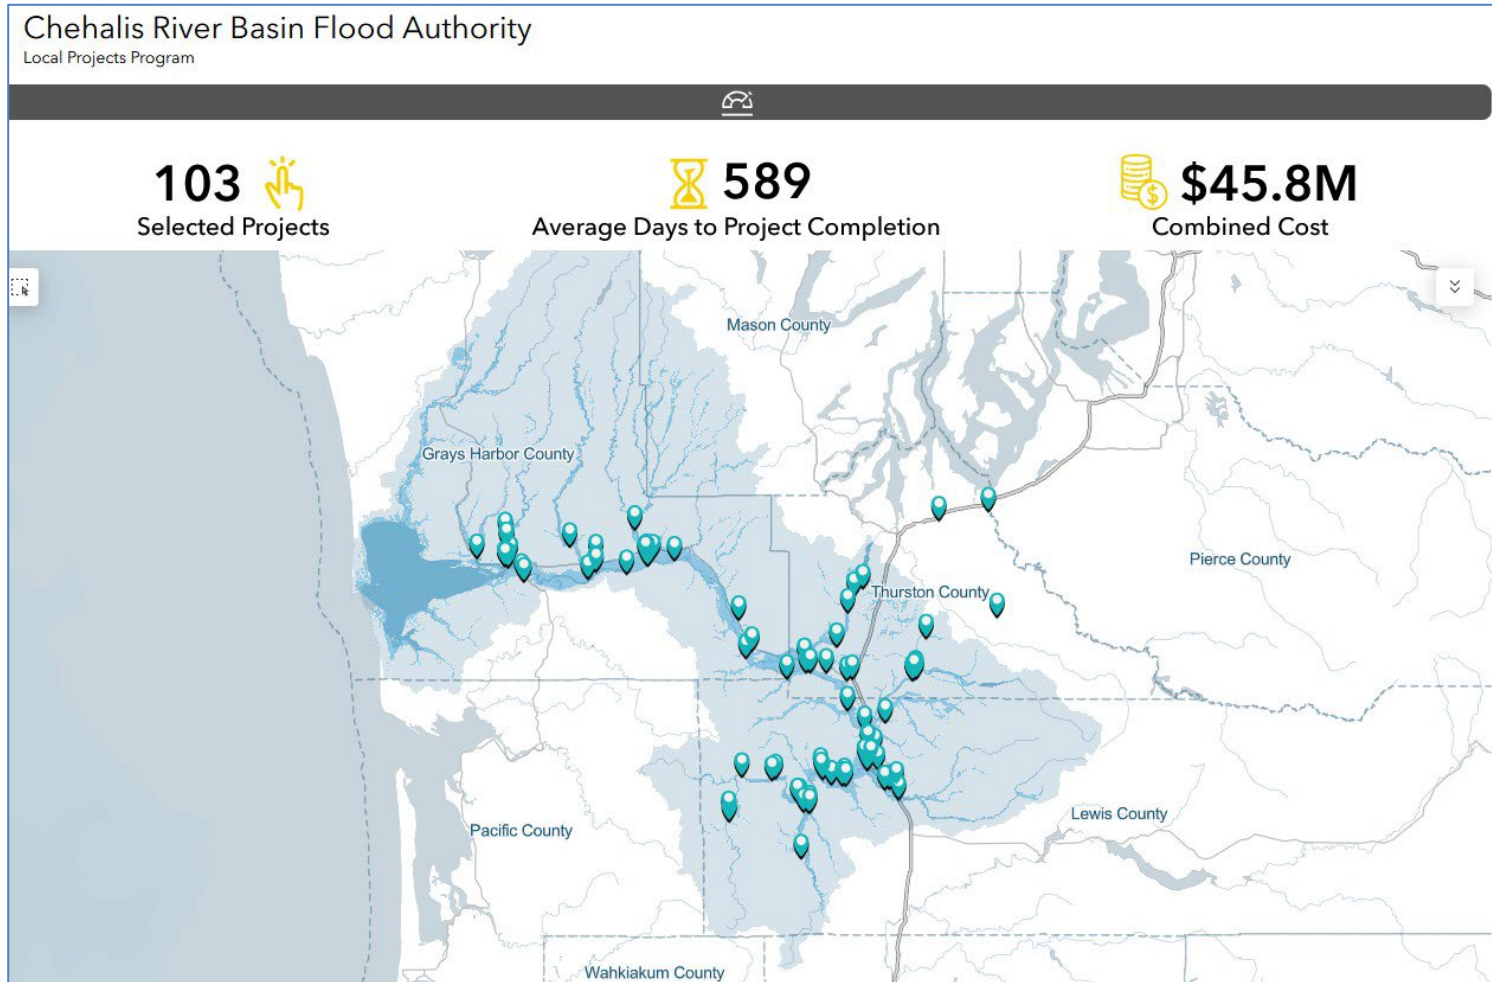 Chehalis River Basin Flood Authority
Local Projects Program
103
Selected Projects
589
Average Days to Project Completion
$45.8M
Combined Cost
Mason County
Grays Harbor County
Pierce County
Thurston County
Lewis County
Pacific County
Wahkiakum County